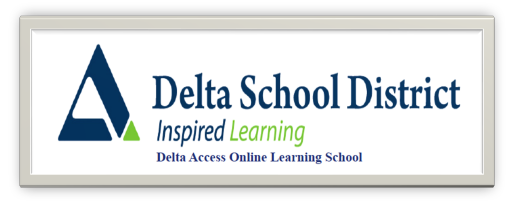 Delta School District
Inspired Learning
Delta Access Online Learning School